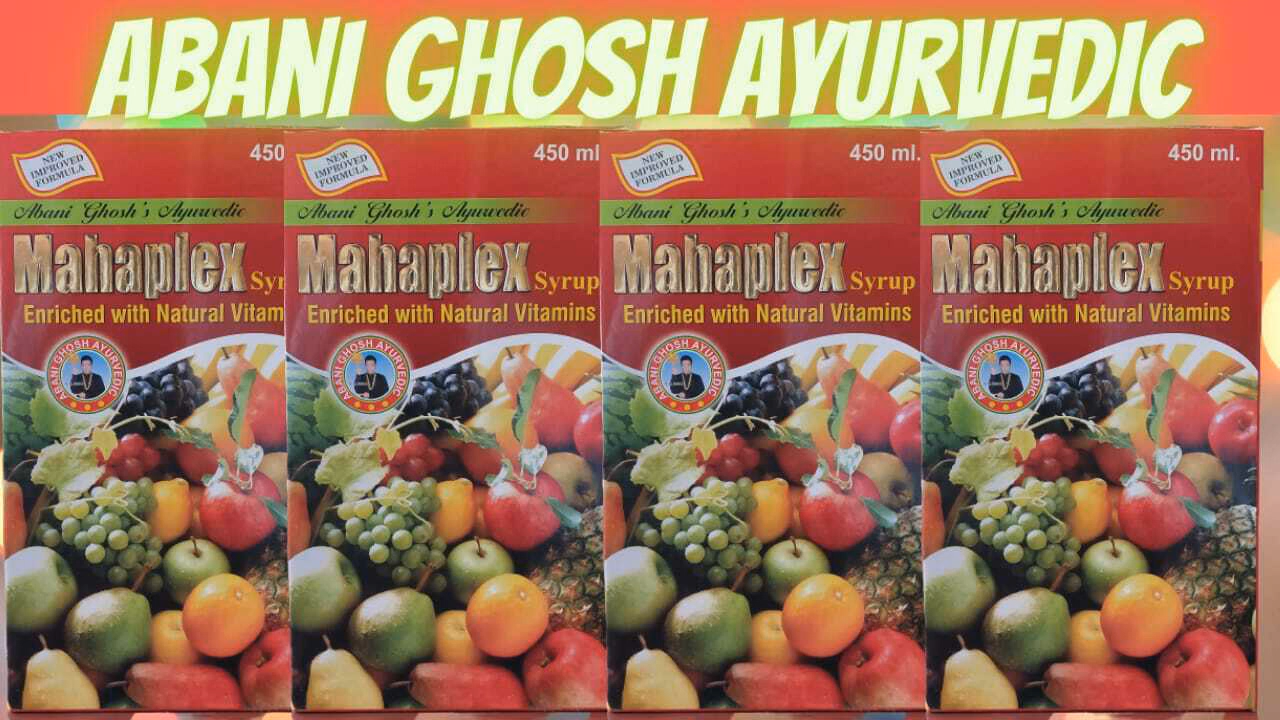 ABANI GHOSH AYURVEDIC
NEW
IMPROVED
FORMULA
450
Abani Ghosh's Ayurvedic
Mahaplex Syr
Enriched with Natural Vitam
ABANI GHOSH AYURVEDIC
NEW
IMPROVED
FORMULA
450 ml
Abani Ghosh's Ayurvedic
Mahaplex Syrup
Enriched with Natural Vitamins
ABANI GHOSH AYURVEDIC
NEW
IMPROVED
FORMULA
450 ml.
Abani Ghosh's Ayurvedic
Mahaplex Syrup
Enriched with Natural Vitamins
ABANI GHOSH AYURVEDIC
NEW
IMPROVED
FORMULA
450 ml.
Abani Ghosh's Ayurvedic
Mahaplex Syrup
Enriched with Natural Vitamins
ABANI GHOSH AYURVEDIC